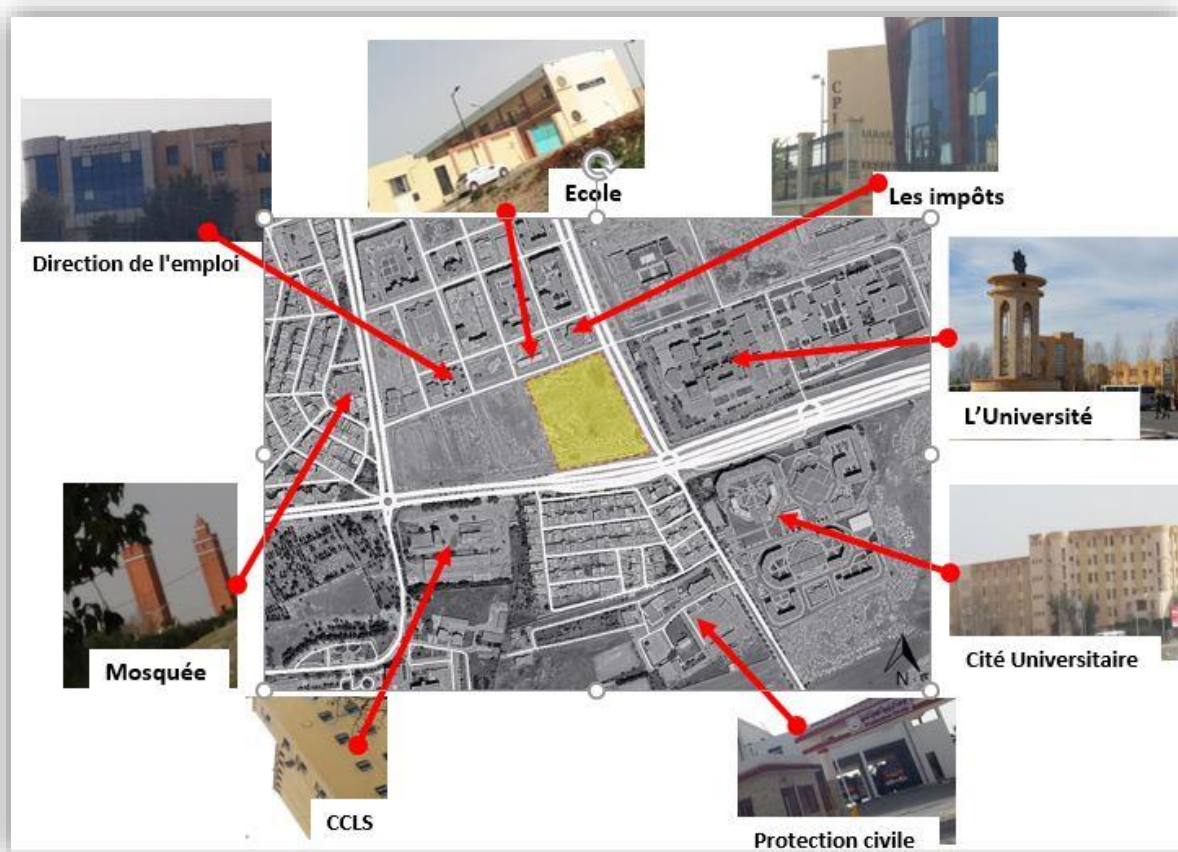 CPI
Ecole
Les impôts
Direction de l'emploi
L'Université
Mosquée
Cité Universitaire
N
CCLS
Protection civile